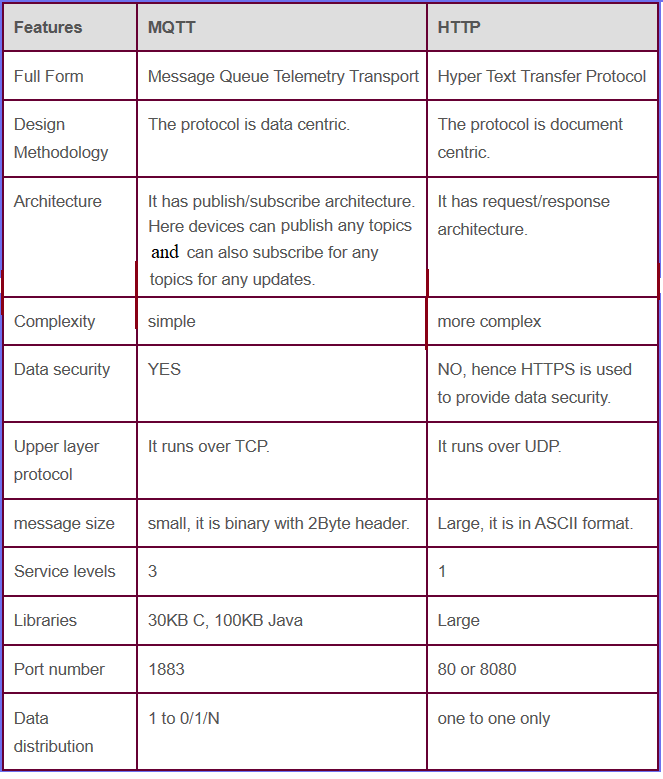 Features MQTT HTTP
Full Form Message Queue Telemetry Transport Hyper Text Transfer Protocol
Design
Methodology
The protocol is data centric.
The protocol is document
centric.
Architecture
It has publish/subscribe architecture.
Here devices can publish any topics
and can also subscribe for any
topics for any updates.
It has request/response
architecture.
Complexity simple more complex
Data security YES
NO, hence HTTPS is used
to provide data security.
Upper layer
protocol
It runs over TCP.
It runs over UDP.
message size small, it is binary with 2Byte header. Large, it is in ASCII format.
Service levels 3 1
Libraries 30KB C, 100KB Java Large
Port number 1883 80 or 8080
Data
distribution
1 to 0/1/N
one to one only